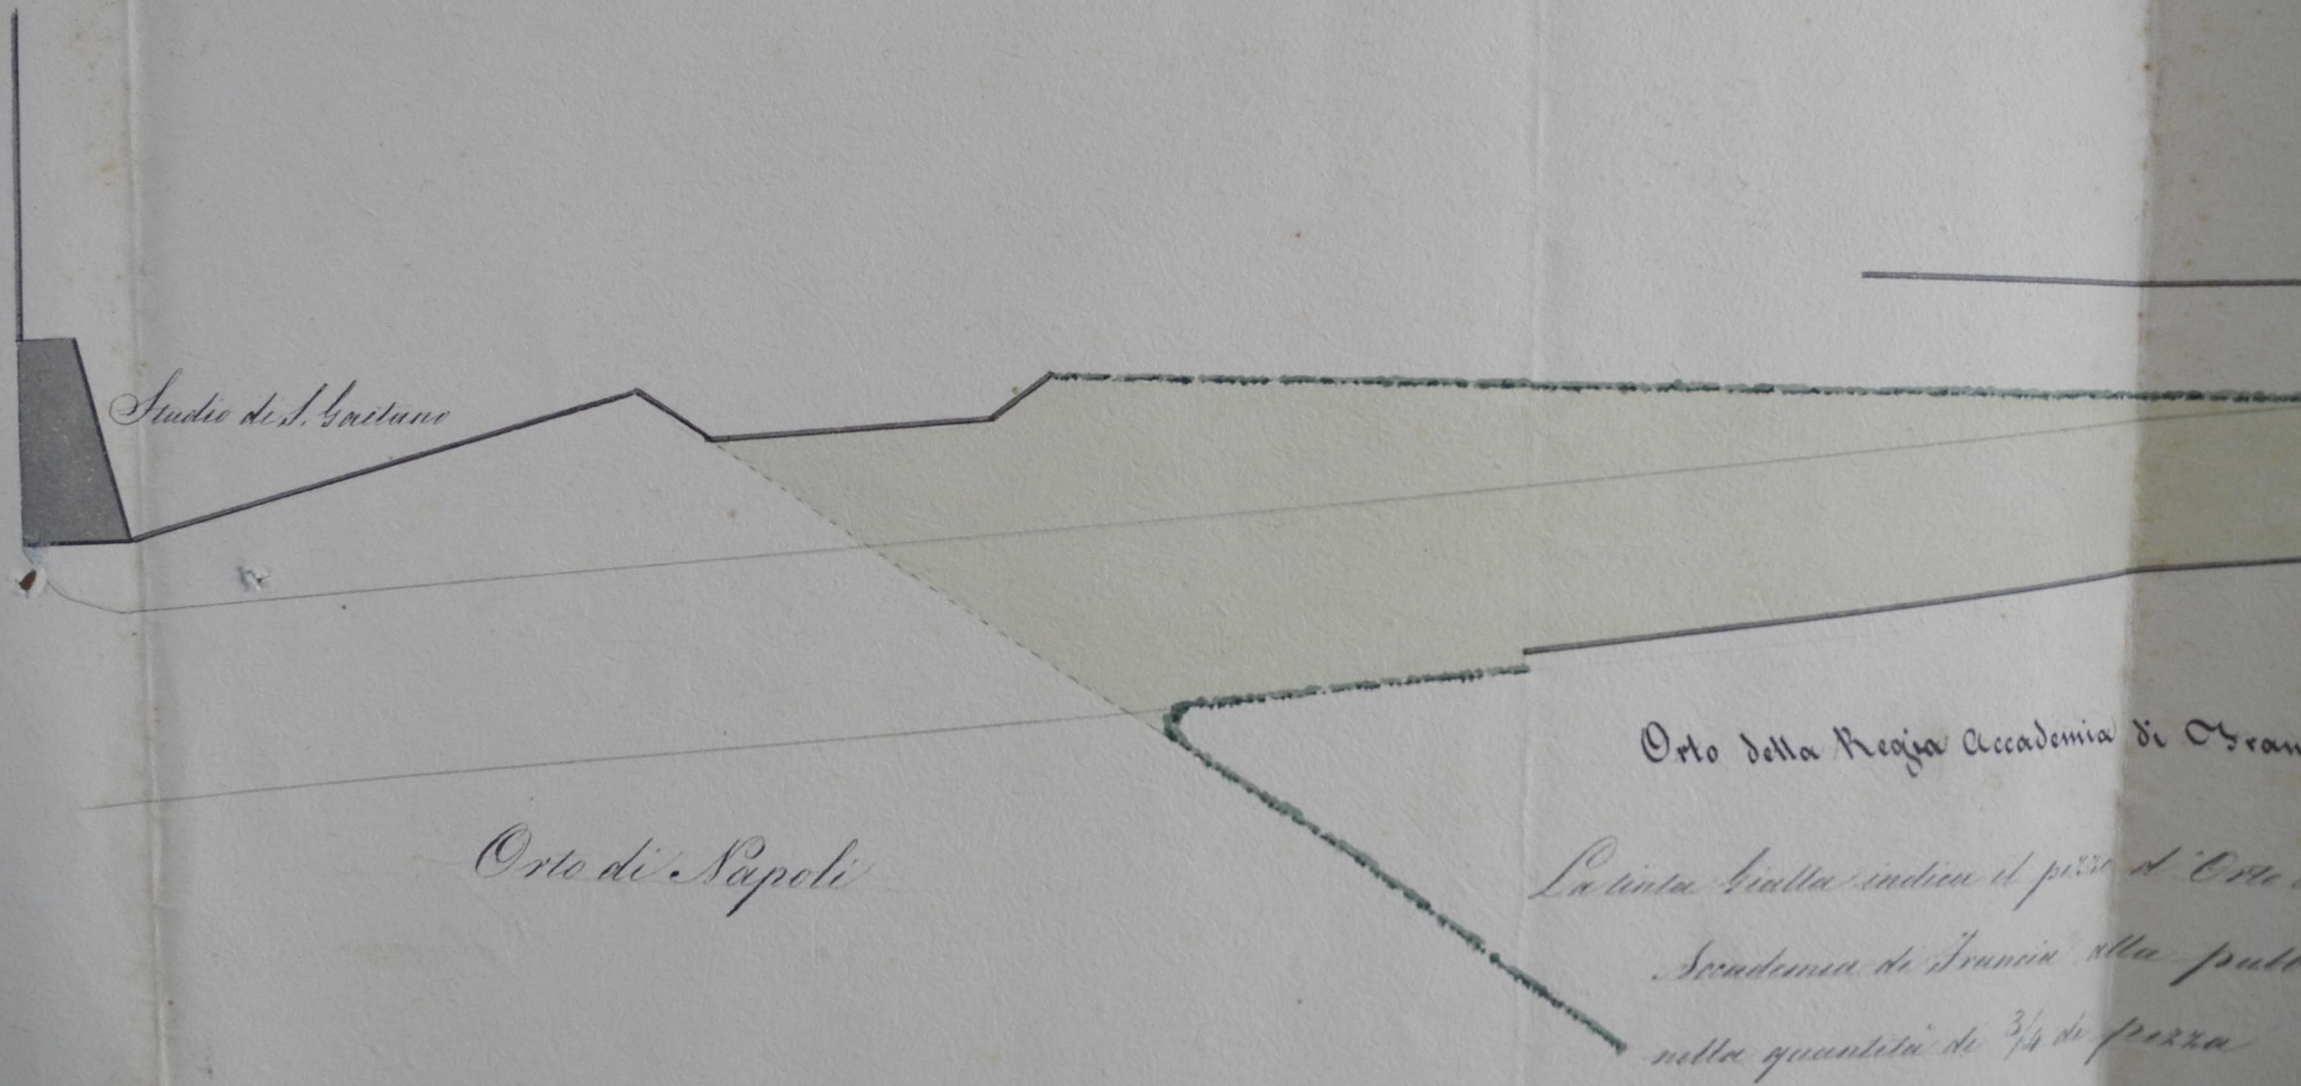 Studio di S. Gaetano
Orto della Regia Accademia di Fran
Orto di Napoli
La tinta Gialla indica il pezzo d'Orto
Accademia di Francia alla pub
nella quantità di 3/4 di pezza